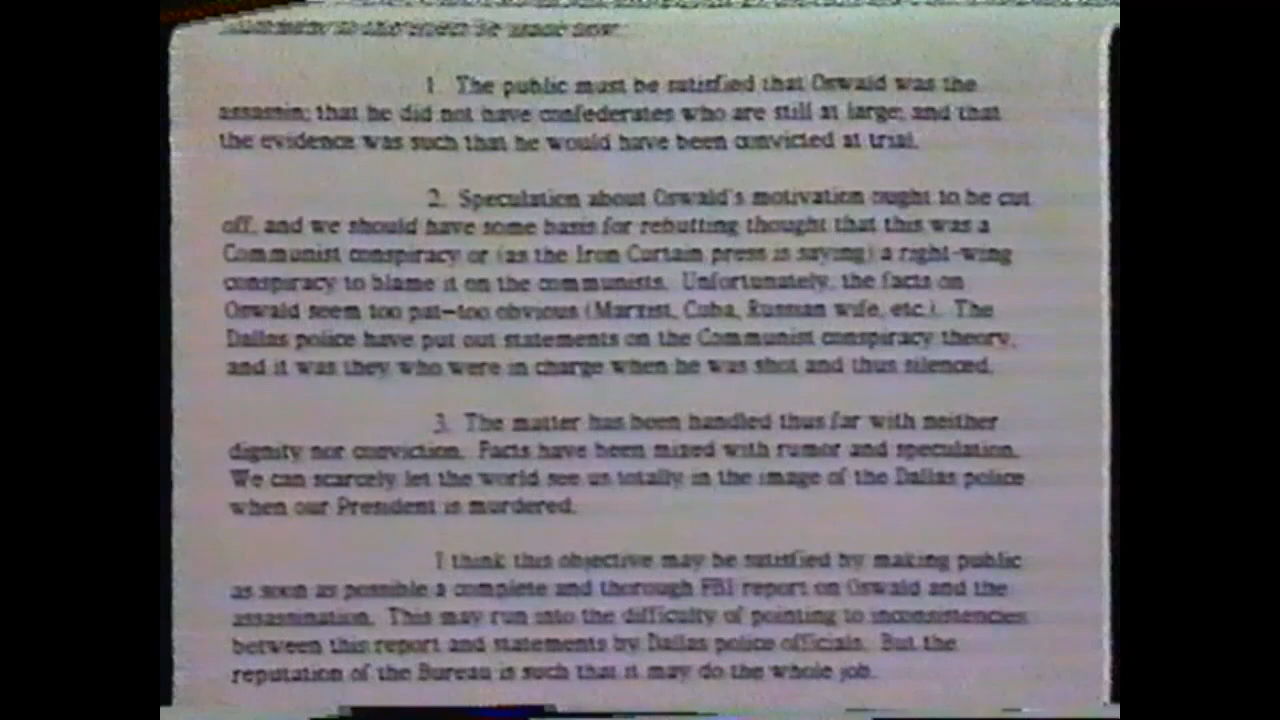 statement to this effect be made now.
1. The public must be satisfied that Oswald was the
assassin; that he did not have confederates who are still at large; and that
the evidence was such that he would have been convicted at trial.
2. Speculation about Oswald's motivation ought to be cut
off, and we should have some basis for rebutting thought that this was a
Communist conspiracy or (as the Iron Curtain press is saying) a right-wing
conspiracy to blame it on the communists. Unfortunately, the facts on
Oswald seem too pat—too obvious (Marxist, Cuba, Russian wife, etc.). The
Dallas police have put out statements on the Communist conspiracy theory,
and it was they who were in charge when he was shot and thus silenced.
3. The matter has been handled thus far with neither
dignity nor conviction. Facts have been mixed with rumor and speculation.
We can scarcely let the world see us totally in the image of the Dallas police
when our President is murdered.
I think this objective may be satisfied by making public
as soon as possible a complete and thorough FBI report on Oswald and the
assassination. This may run into the difficulty of pointing to inconsistencies
between this report and statements by Dallas police officials. But the
reputation of the Bureau is such that it may do the whole job.